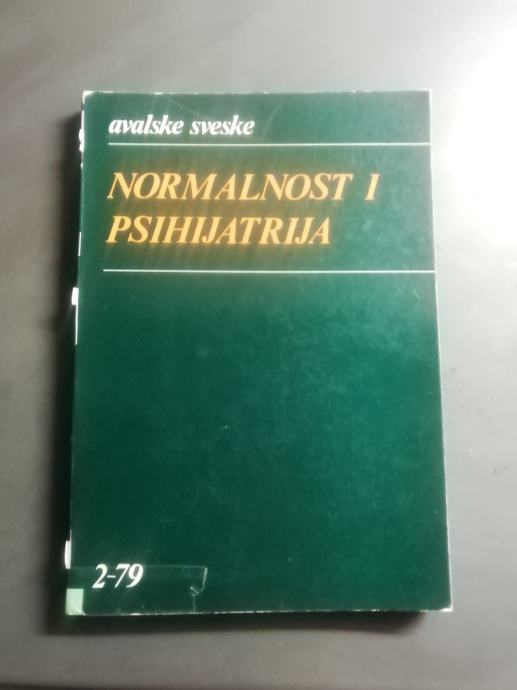 avalske sveske
NORMALNOST I
PSIHIJATRIJA
2-79